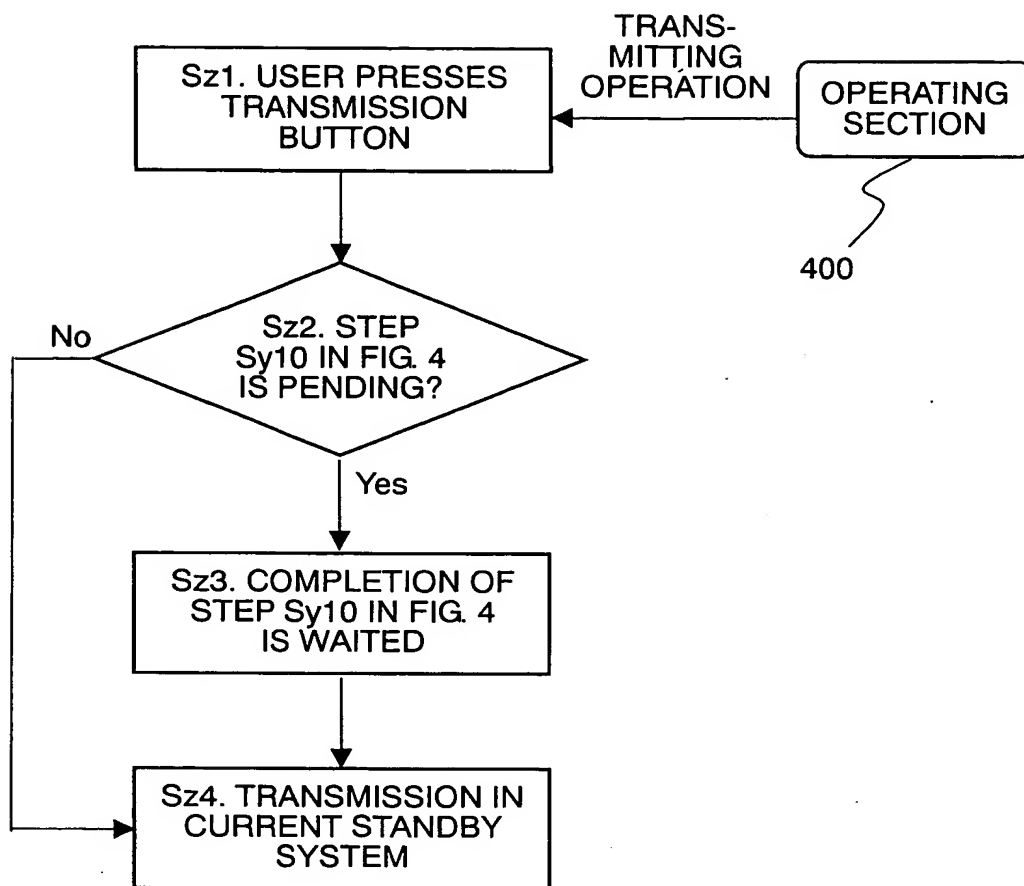 TRANS-
MITTING
OPERATION
Sz1. USER PRESSES
TRANSMISSION
BUTTON
OPERATING
SECTION
400
No
Sz2. STEP
Sy10 IN FIG. 4
IS PENDING?
Yes
Sz3. COMPLETION OF
STEP Sy10 IN FIG. 4
IS WAITED
Sz4. TRANSMISSION IN
CURRENT STANDBY
SYSTEM